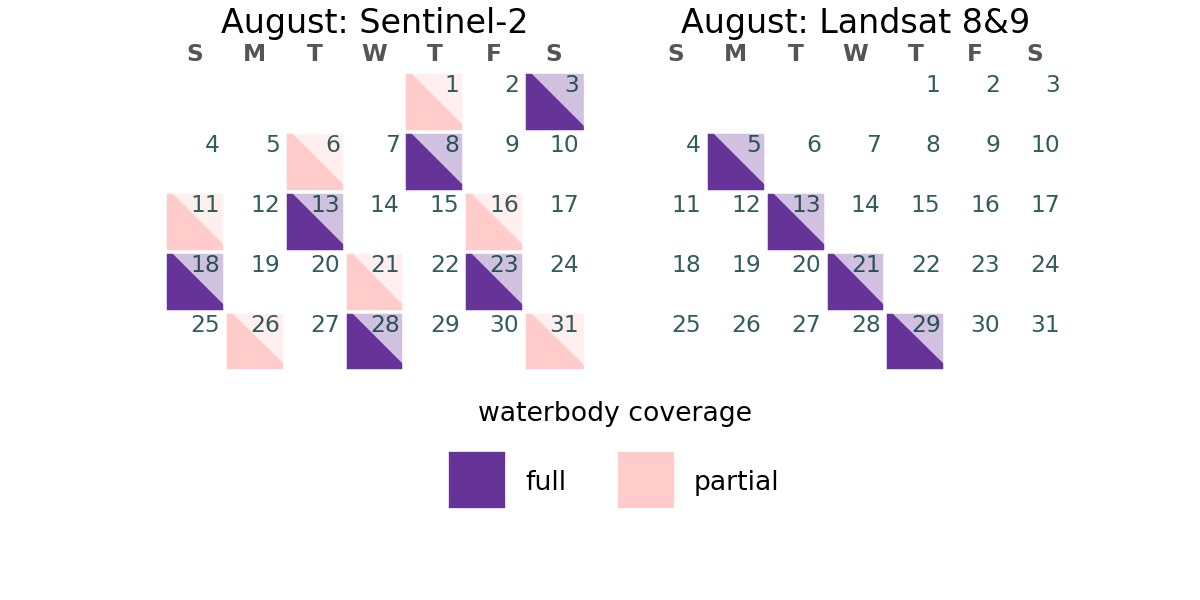 August: Sentinel-2
S M T W T F S
1 2 3
4 5 6 7 8 9 10
11 12 13 14 15 16 17
18 19 20 21 22 23 24
25 26 27 28 29 30 31
August: Landsat 8&9
S M T W T F S
1 2 3
4 5 6 7 8 9 10
11 12 13 14 15 16 17
18 19 20 21 22 23 24
25 26 27 28 29 30 31
waterbody coverage
full
partial